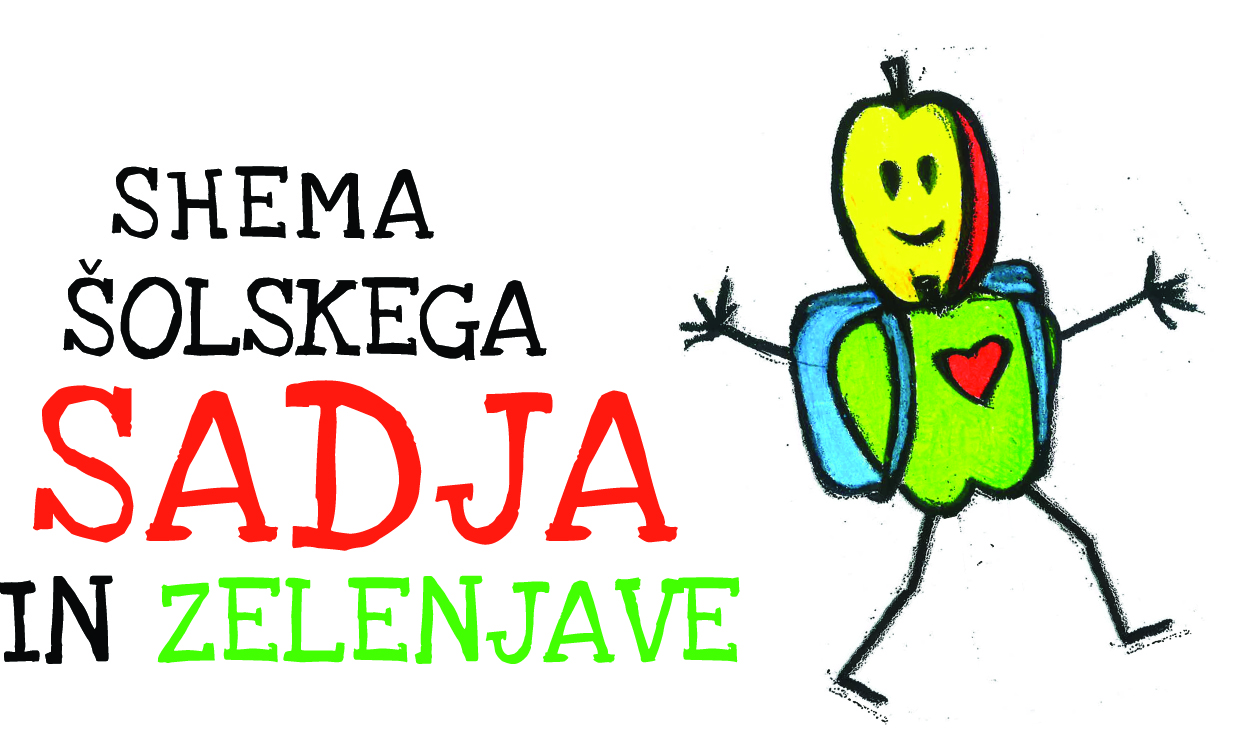 SHEMA
ŠOLSKEGA
SADJA
IN ZELENJAVE